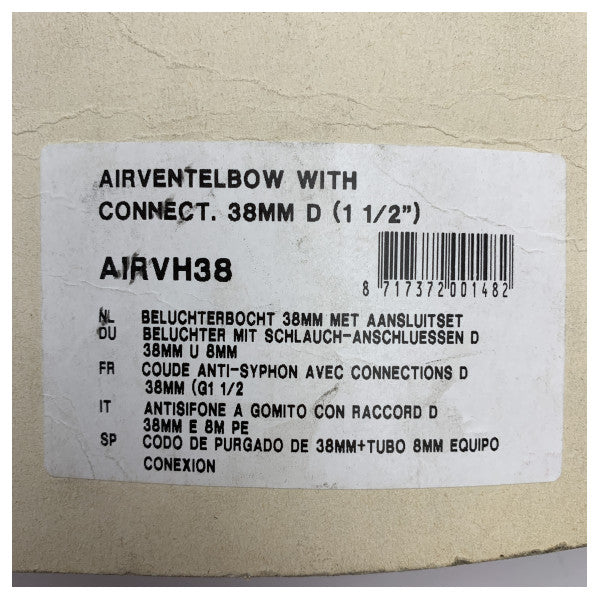 AIRVENTELBOW WITH
CONNECT. 38MM D (1 1/2")
AIRVH38
8 717372 001482
NL BELUCHTERBOCHT 38MM MET AANSLUITSET
DU BELUCHTER MIT SCHLAUCH-ANSCHLUESSEN D
38MM U 8MM
FR COUDE ANTI-SYPHON AVEC CONNECTIONS D
38MM (G1 1/2
IT ANTISIFONE A GOMITO CON RACCORD D
38MM E 8M PE
SP CODO DE PURGADO DE 38MM+TUBO 8MM EQUIPO
CONEXION